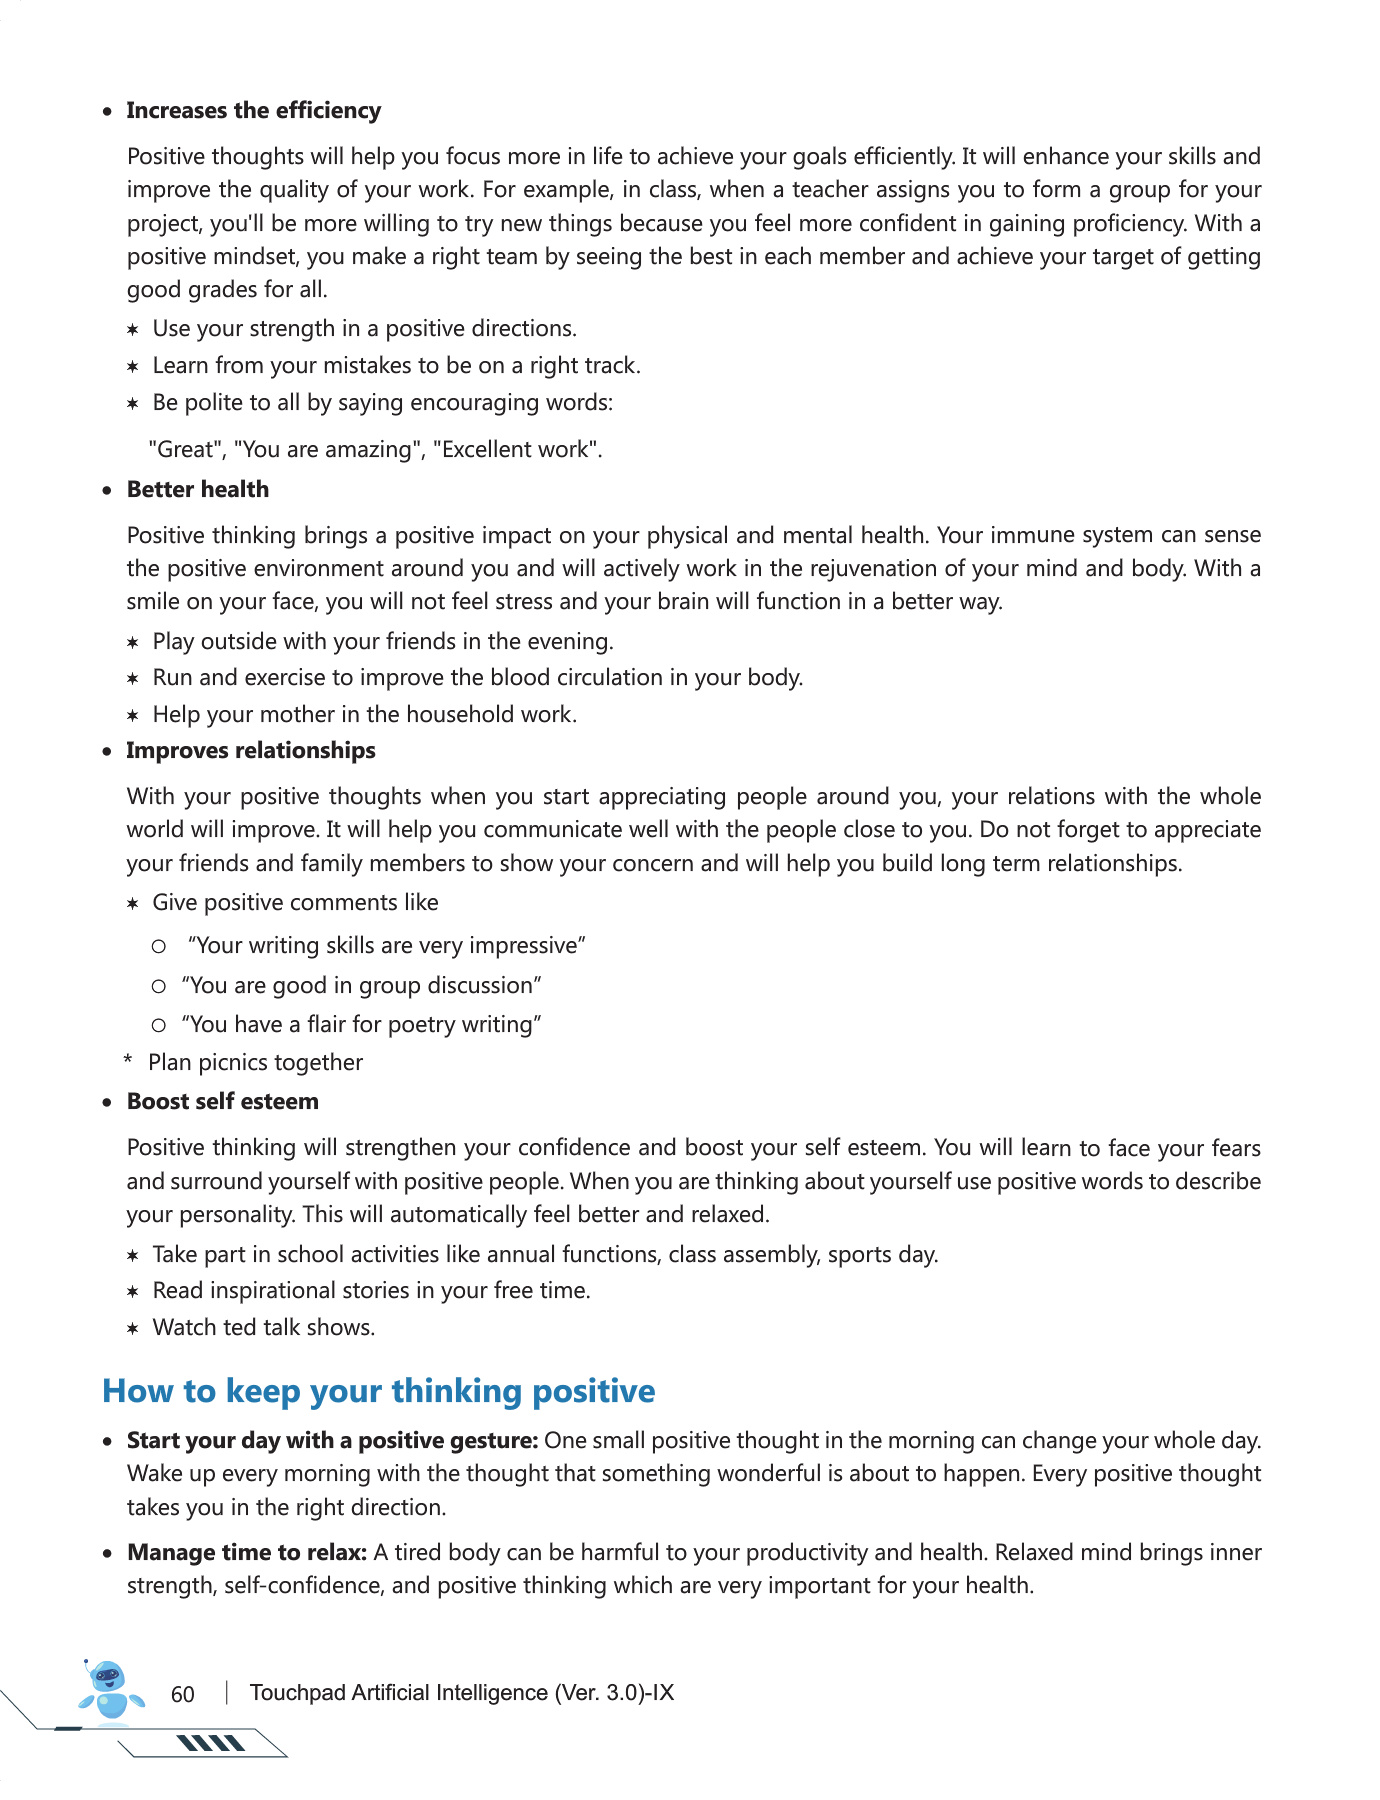 • Increases the efficiency
Positive thoughts will help you focus more in life to achieve your goals efficiently. It will enhance your skills and
improve the quality of your work. For example, in class, when a teacher assigns you to form a group for your
project, you'll be more willing to try new things because you feel more confident in gaining proficiency. With a
positive mindset, you make a right team by seeing the best in each member and achieve your target of getting
good grades for all.
✶ Use your strength in a positive directions.
✶ Learn from your mistakes to be on a right track.
✶ Be polite to all by saying encouraging words:
"Great", "You are amazing", "Excellent work".
• Better health
Positive thinking brings a positive impact on your physical and mental health. Your immune system can sense
the positive environment around you and will actively work in the rejuvenation of your mind and body. With a
smile on your face, you will not feel stress and your brain will function in a better way.
✶ Play outside with your friends in the evening.
✶ Run and exercise to improve the blood circulation in your body.
✶ Help your mother in the household work.
• Improves relationships
With your positive thoughts when you start appreciating people around you, your relations with the whole
world will improve. It will help you communicate well with the people close to you. Do not forget to appreciate
your friends and family members to show your concern and will help you build long term relationships.
✶ Give positive comments like
○ “Your writing skills are very impressive”
○ “You are good in group discussion”
○ “You have a flair for poetry writing”
* Plan picnics together
• Boost self esteem
Positive thinking will strengthen your confidence and boost your self esteem. You will learn to face your fears
and surround yourself with positive people. When you are thinking about yourself use positive words to describe
your personality. This will automatically feel better and relaxed.
✶ Take part in school activities like annual functions, class assembly, sports day.
✶ Read inspirational stories in your free time.
✶ Watch ted talk shows.
How to keep your thinking positive
• Start your day with a positive gesture: One small positive thought in the morning can change your whole day.
Wake up every morning with the thought that something wonderful is about to happen. Every positive thought
takes you in the right direction.
• Manage time to relax: A tired body can be harmful to your productivity and health. Relaxed mind brings inner
strength, self-confidence, and positive thinking which are very important for your health.
60 | Touchpad Artificial Intelligence (Ver. 3.0)-IX